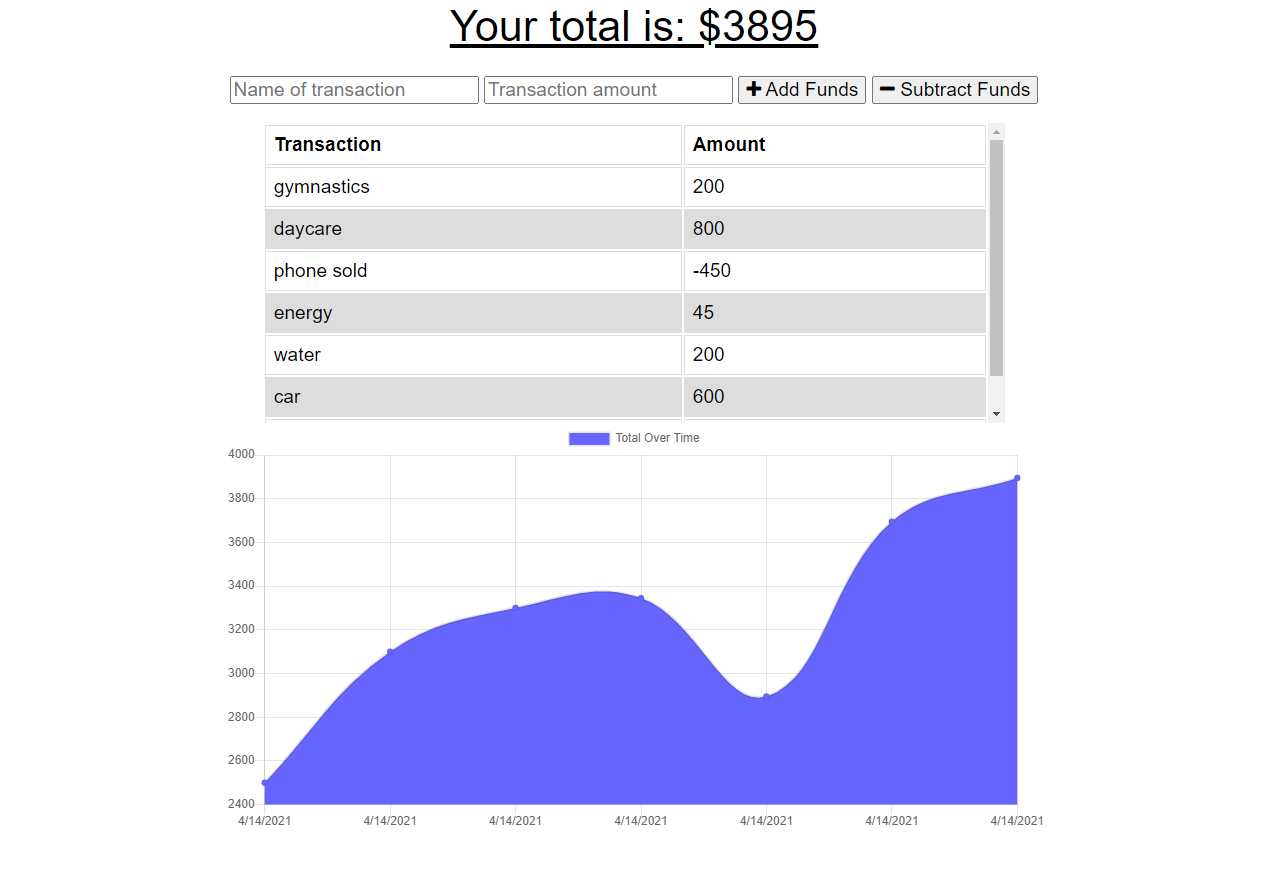 Your total is: $3895
Name of transaction Transaction amount Add Funds Subtract Funds
Transaction Amount
gymnastics 200
daycare 800
phone sold -450
energy 45
water 200
car 600
Total Over Time
4000
3800
3600
3400
3200
3000
2800
2600
2400
4/14/2021 4/14/2021 4/14/2021 4/14/2021 4/14/2021 4/14/2021 4/14/2021